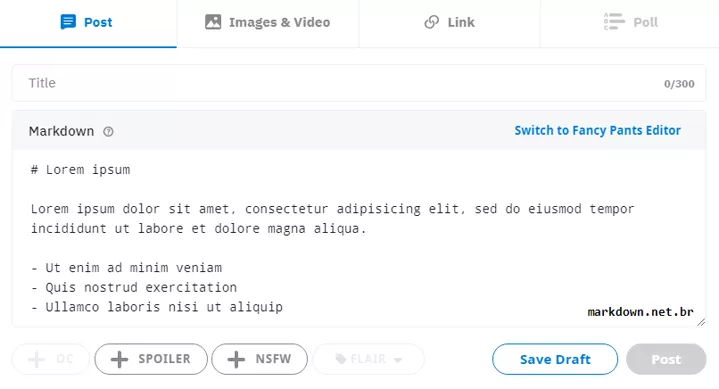 Post
Images & Video
Link
Poll
Title
0/300
Markdown
Switch to Fancy Pants Editor
# Lorem ipsum
Lorem ipsum dolor sit amet, consectetur adipisicing elit, sed do eiusmod tempor
incididunt ut labore et dolore magna aliqua.
- Ut enim ad minim veniam
- Quis nostrud exercitation
- Ullamco laboris nisi ut aliquip
markdown.net.br
OC
SPOILER
NSFW
FLAIR
Save Draft
Post